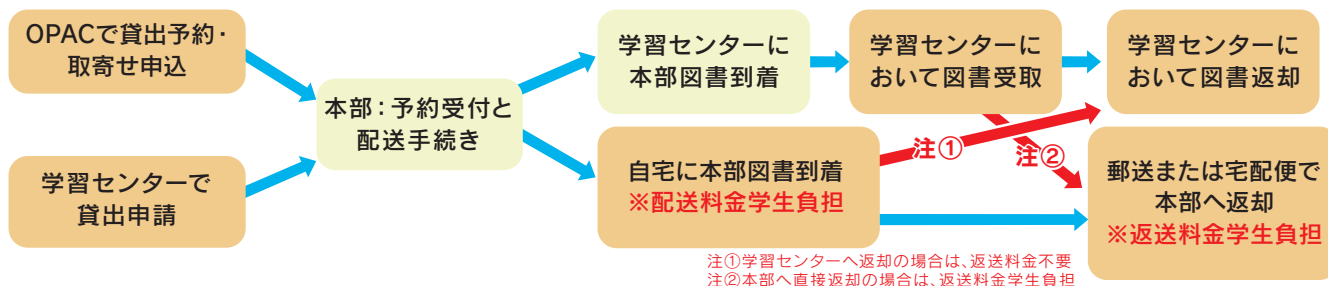 OPACで貸出予約・
取寄せ申込
学習センターで
貸出申請
本部：予約受付と
配送手続き
学習センターに
本部図書到着
学習センターに
おいて図書受取
学習センターに
おいて図書返却
自宅に本部図書到着
※配送料金学生負担
注①
注②
郵送または宅配便で
本部へ返却
※返送料金学生負担
注①学習センターへ返却の場合は、返送料金不要
注②本部へ直接返却の場合は、返送料金学生負担